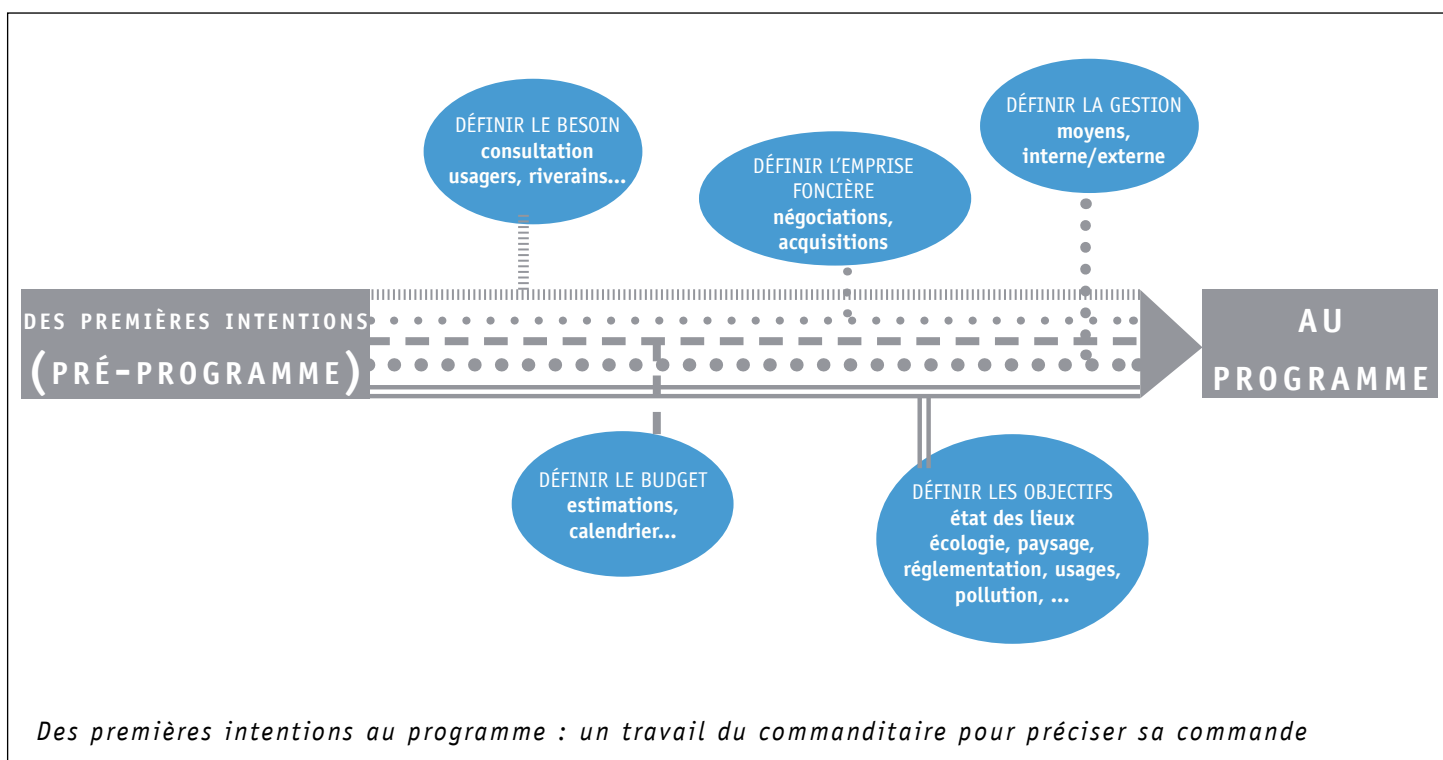 DÉFINIR LE BESOIN
consultation
usagers, riverains...
DÉFINIR L'EMPRISE
FONCIÈRE
négociations,
acquisitions
DÉFINIR LA GESTION
moyens,
interne/externe
DES PREMIÈRES INTENTIONS
(PRÉ-PROGRAMME)
AU
PROGRAMME
DÉFINIR LE BUDGET
estimations,
calendrier...
DÉFINIR LES OBJECTIFS
état des lieux
écologie, paysage,
réglementation, usages,
pollution, ...
Des premières intentions au programme : un travail du commanditaire pour préciser sa commande